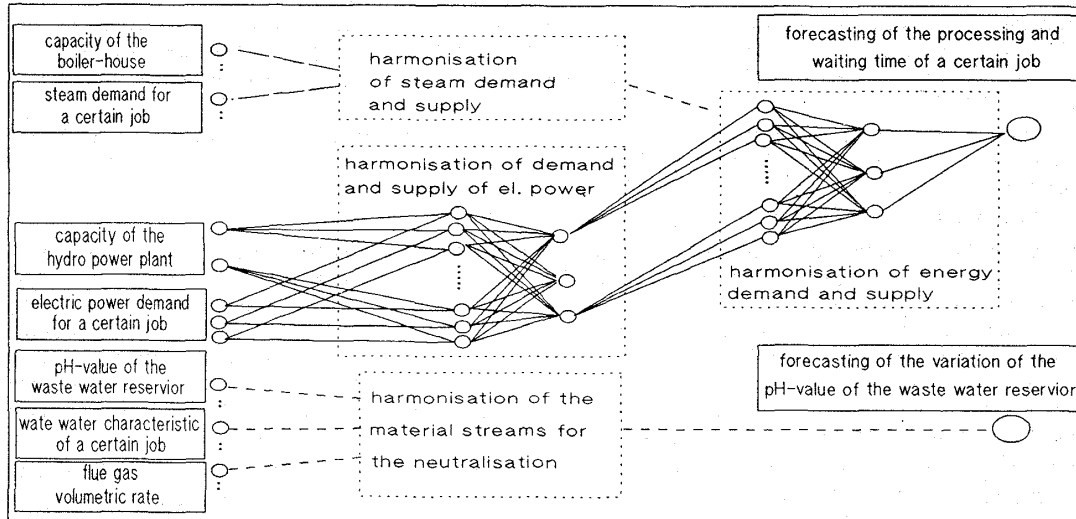 capacity of the
boiler-house
steam demand for
a certain job
capacity of the
hydro power plant
electric power demand
for a certain job
pH-value of the
waste water reservior
wate water characteristic
of a certain job
flue gas
volumetric rate
harmonisation
of steam demand
and supply
harmonisation of demand
and supply of el. power
harmonisation of the
material streams for
the neutralisation
forecasting of the processing and
waiting time of a certain job
harmonisation of energy
demand and supply
forecasting of the variation of the
pH-value of the waste water reservior